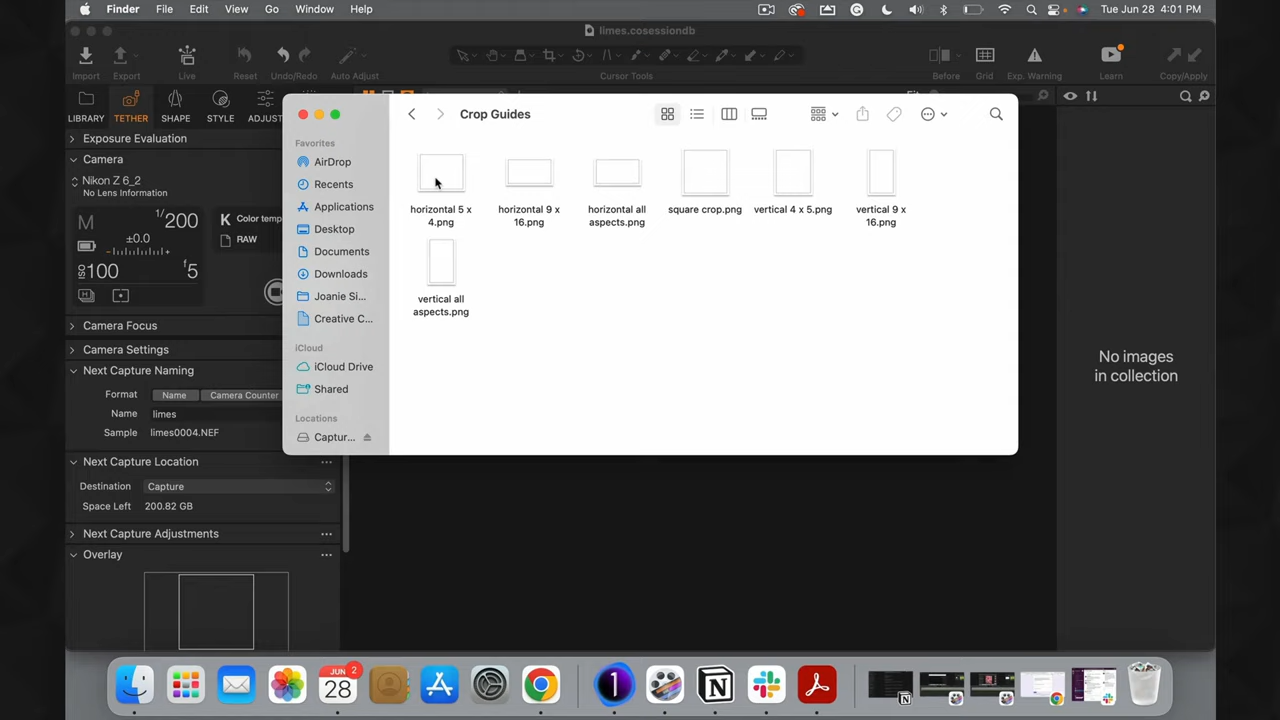 Finder File Edit View Go Window Help Tue Jun 28 4:01 PM
limes.cosessiondb
Import Export Live Reset Undo/Redo Auto Adjust Cursor Tools Before Grid Exp. Warning Learn Copy/Apply
LIBRARY TETHER SHAPE STYLE ADJUST
Exposure Evaluation
Camera
Nikon Z 6_2
No Lens Information
M 1/200
±0.0
ISO 100 f 5
K Color temp
RAW
Camera Focus
Camera Settings
Next Capture Naming
Format Name Camera Counter
Name limes
Sample limes0004.NEF
Next Capture Location
Destination Capture
Space Left 200.82 GB
Next Capture Adjustments
Overlay
Crop Guides
Favorites
AirDrop
Recents
Applications
Desktop
Documents
Downloads
Joanie Si...
Creative C...
iCloud
iCloud Drive
Shared
Locations
Captur...
horizontal 5 x
4.png
horizontal 9 x
16.png
horizontal all
aspects.png
square crop.png
vertical 4 x 5.png
vertical 9 x
16.png
vertical all
aspects.png
No images
in collection
JUN
28
2
1